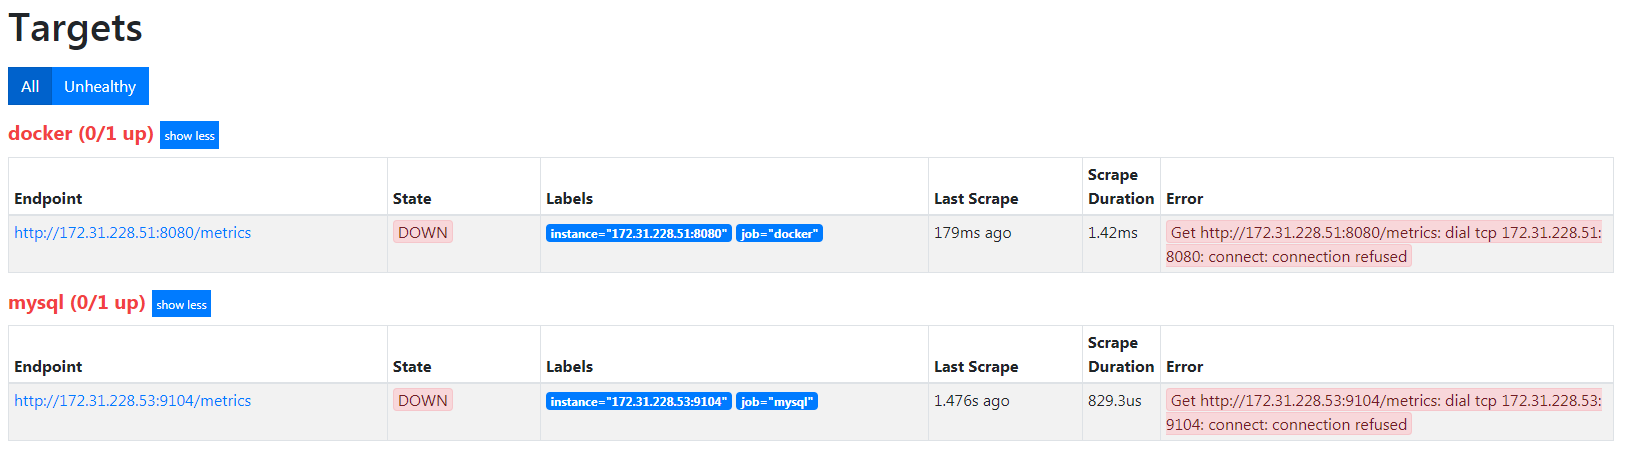 Targets
All Unhealthy
docker (0/1 up) show less
Endpoint State Labels Last Scrape Scrape Duration Error
http://172.31.228.51:8080/metrics DOWN instance="172.31.228.51:8080" job="docker" 179ms ago 1.42ms Get http://172.31.228.51:8080/metrics: dial tcp 172.31.228.51:
8080: connect: connection refused
mysql (0/1 up) show less
Endpoint State Labels Last Scrape Scrape Duration Error
http://172.31.228.53:9104/metrics DOWN instance="172.31.228.53:9104" job="mysql" 1.476s ago 829.3us Get http://172.31.228.53:9104/metrics: dial tcp 172.31.228.53:
9104: connect: connection refused